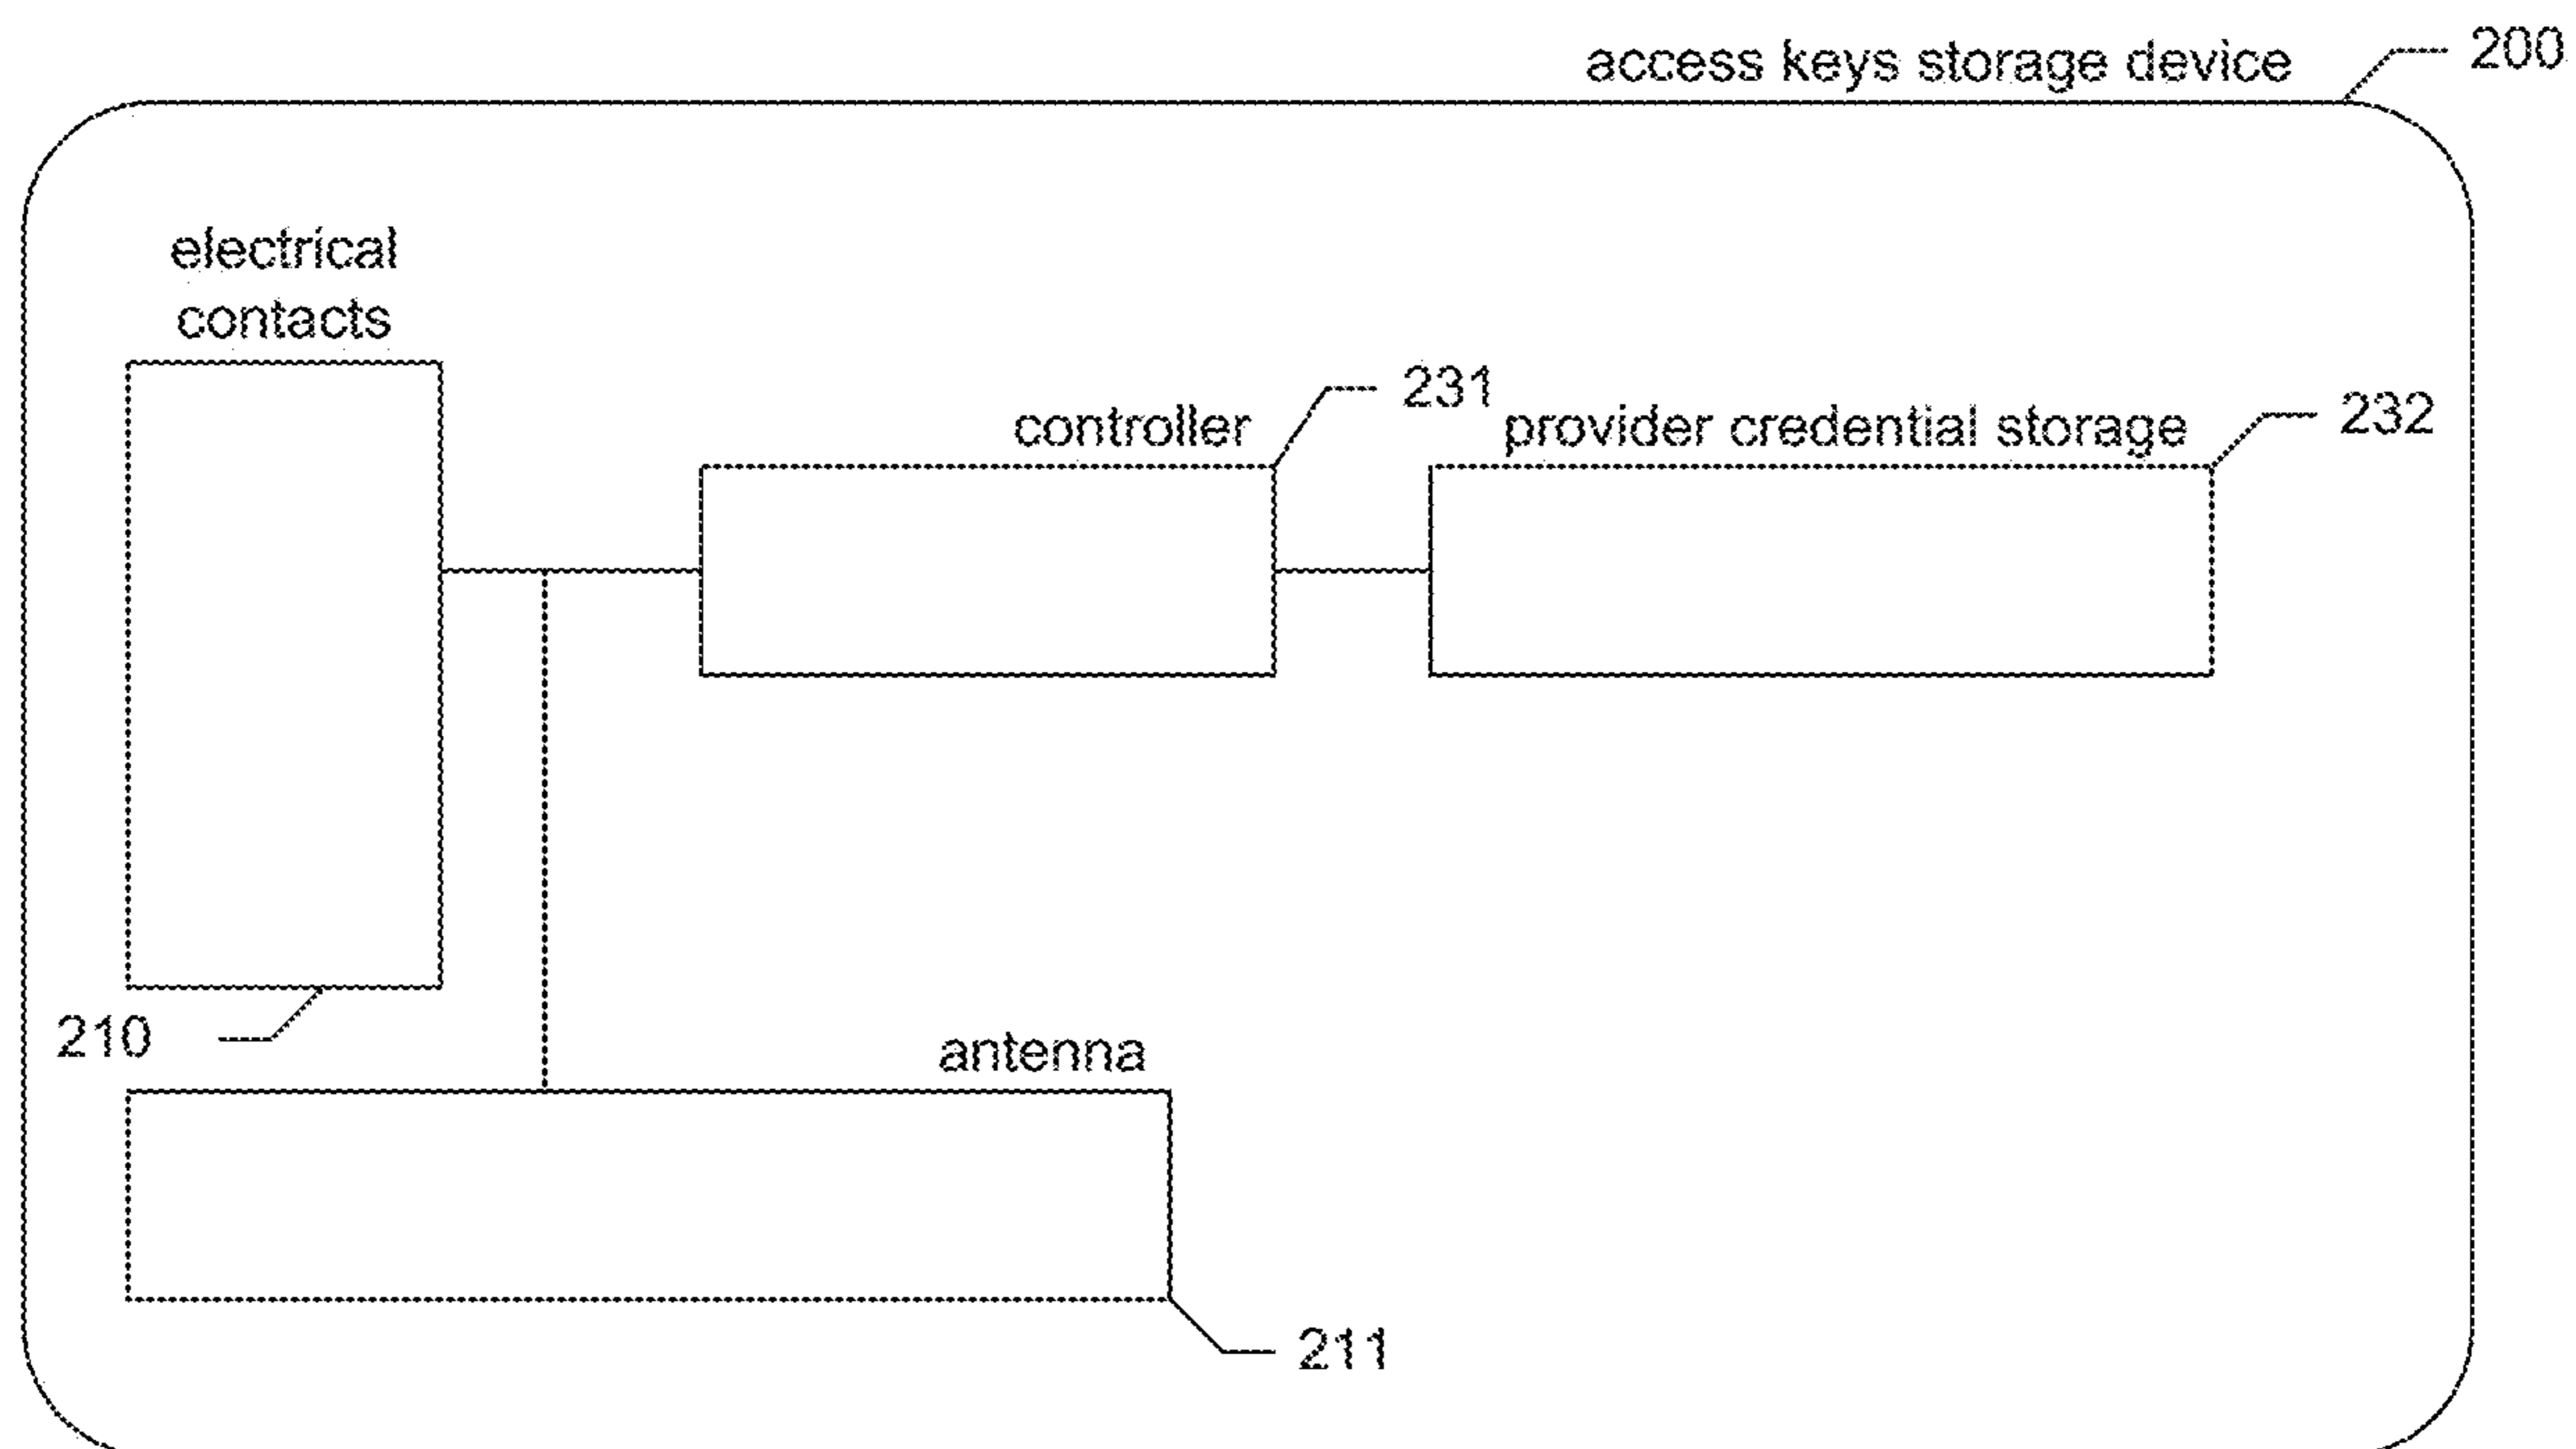 access keys storage device
200
electrical
contacts
controller
231
provider credential storage
232
210
antenna
211